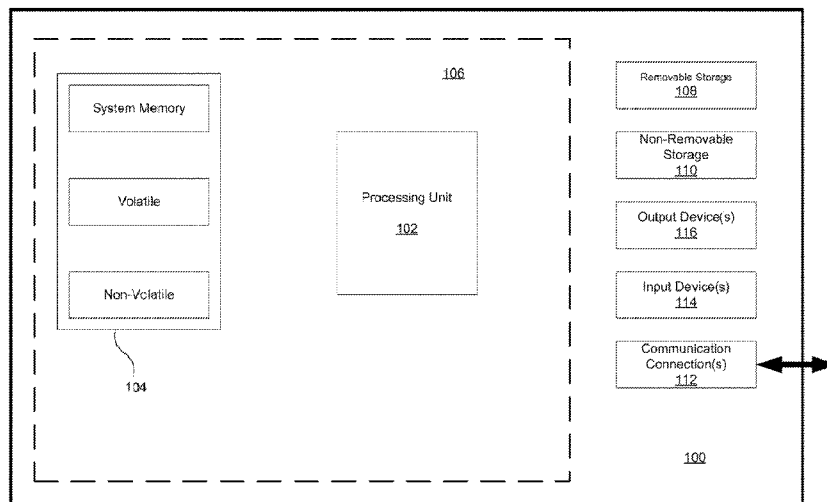 106
System Memory
Volatile
Non-Volatile
104
Processing Unit
102
Removable Storage
108
Non-Removable
Storage
110
Output Device(s)
116
Input Device(s)
114
Communication
Connection(s)
112
100